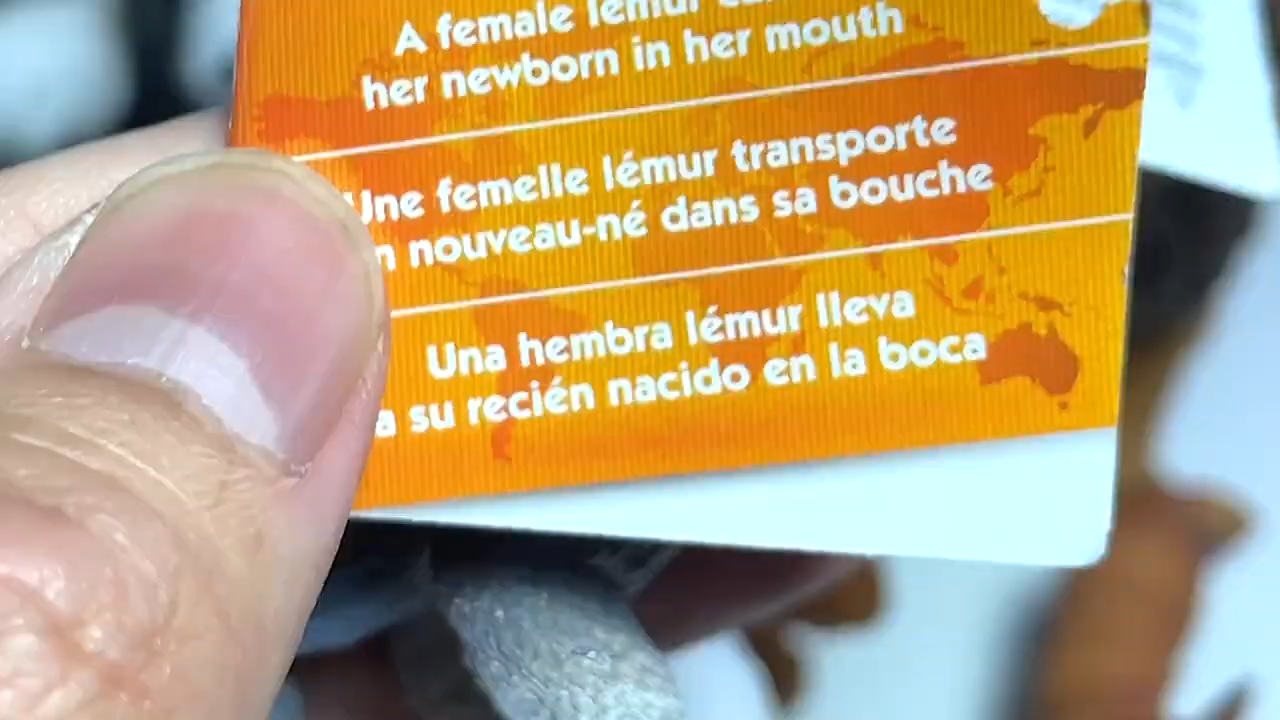 A female lemur
her newborn in her mouth
Une femelle lémur transporte
nouveau-né dans sa bouche
Una hembra lémur lleva
a su recién nacido en la boca